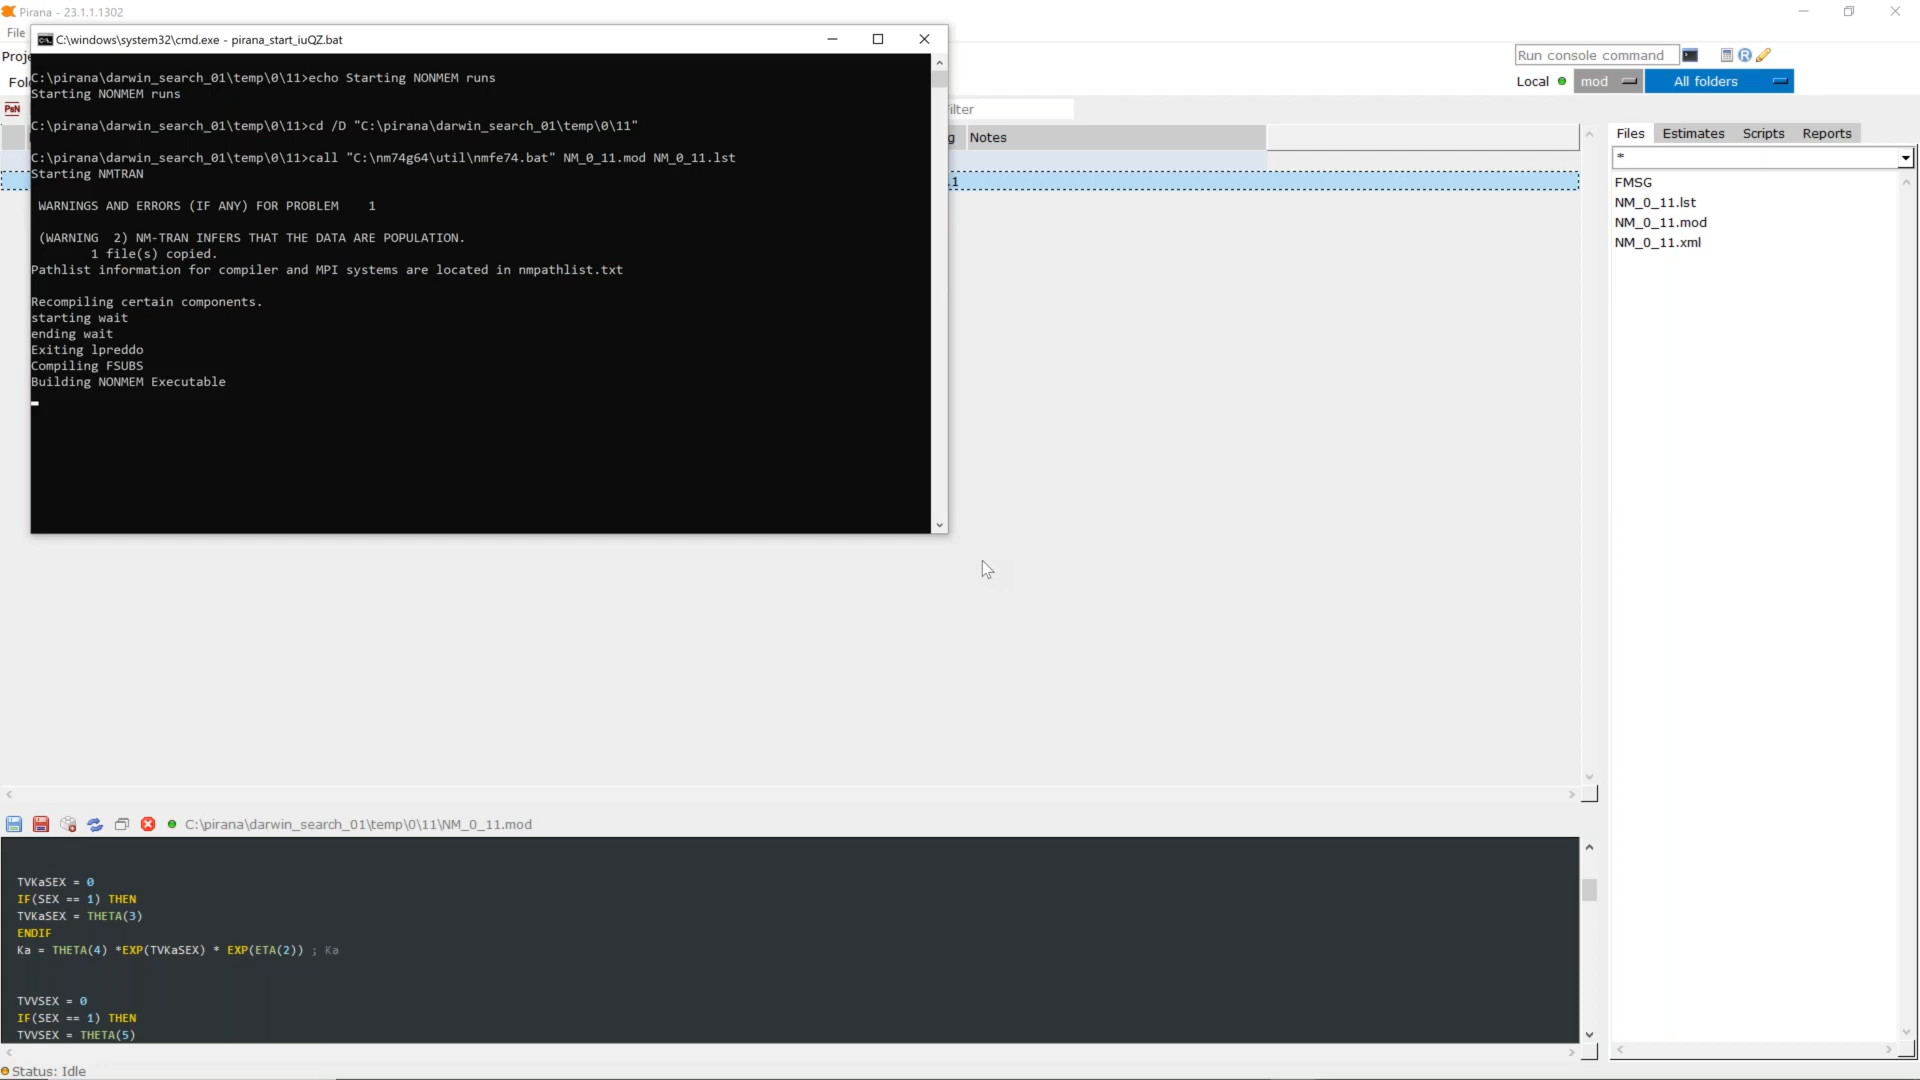 Pirana - 23.1.1.1302
File
C:\windows\system32\cmd.exe - pirana_start_iuQZ.bat
C:\pirana\darwin_search_01\temp\0\11>echo Starting NONMEM runs
Starting NONMEM runs
C:\pirana\darwin_search_01\temp\0\11>cd /D "C:\pirana\darwin_search_01\temp\0\11"
C:\pirana\darwin_search_01\temp\0\11>call "C:\nm74g64\util\nmfe74.bat" NM_0_11.mod NM_0_11.lst
Starting NMTRAN
WARNINGS AND ERRORS (IF ANY) FOR PROBLEM    1
(WARNING  2) NM-TRAN INFERS THAT THE DATA ARE POPULATION.
1 file(s) copied.
Pathlist information for compiler and MPI systems are located in nmpathlist.txt
Recompiling certain components.
starting wait
ending wait
Exiting lpreddo
Compiling FSUBS
Building NONMEM Executable
Proje
Fol
PsN
Run console command
R
Local
mod
All folders
ilter
g
Notes
.1
Files
Estimates
Scripts
Reports
*
FMSG
NM_0_11.lst
NM_0_11.mod
NM_0_11.xml
C:\pirana\darwin_search_01\temp\0\11\NM_0_11.mod
TVKaSEX = 0
IF(SEX == 1) THEN
TVKaSEX = THETA(3)
ENDIF
Ka = THETA(4) *EXP(TVKaSEX) * EXP(ETA(2)) ; Ka
TVVSEX = 0
IF(SEX == 1) THEN
TVVSEX = THETA(5)
Status: Idle